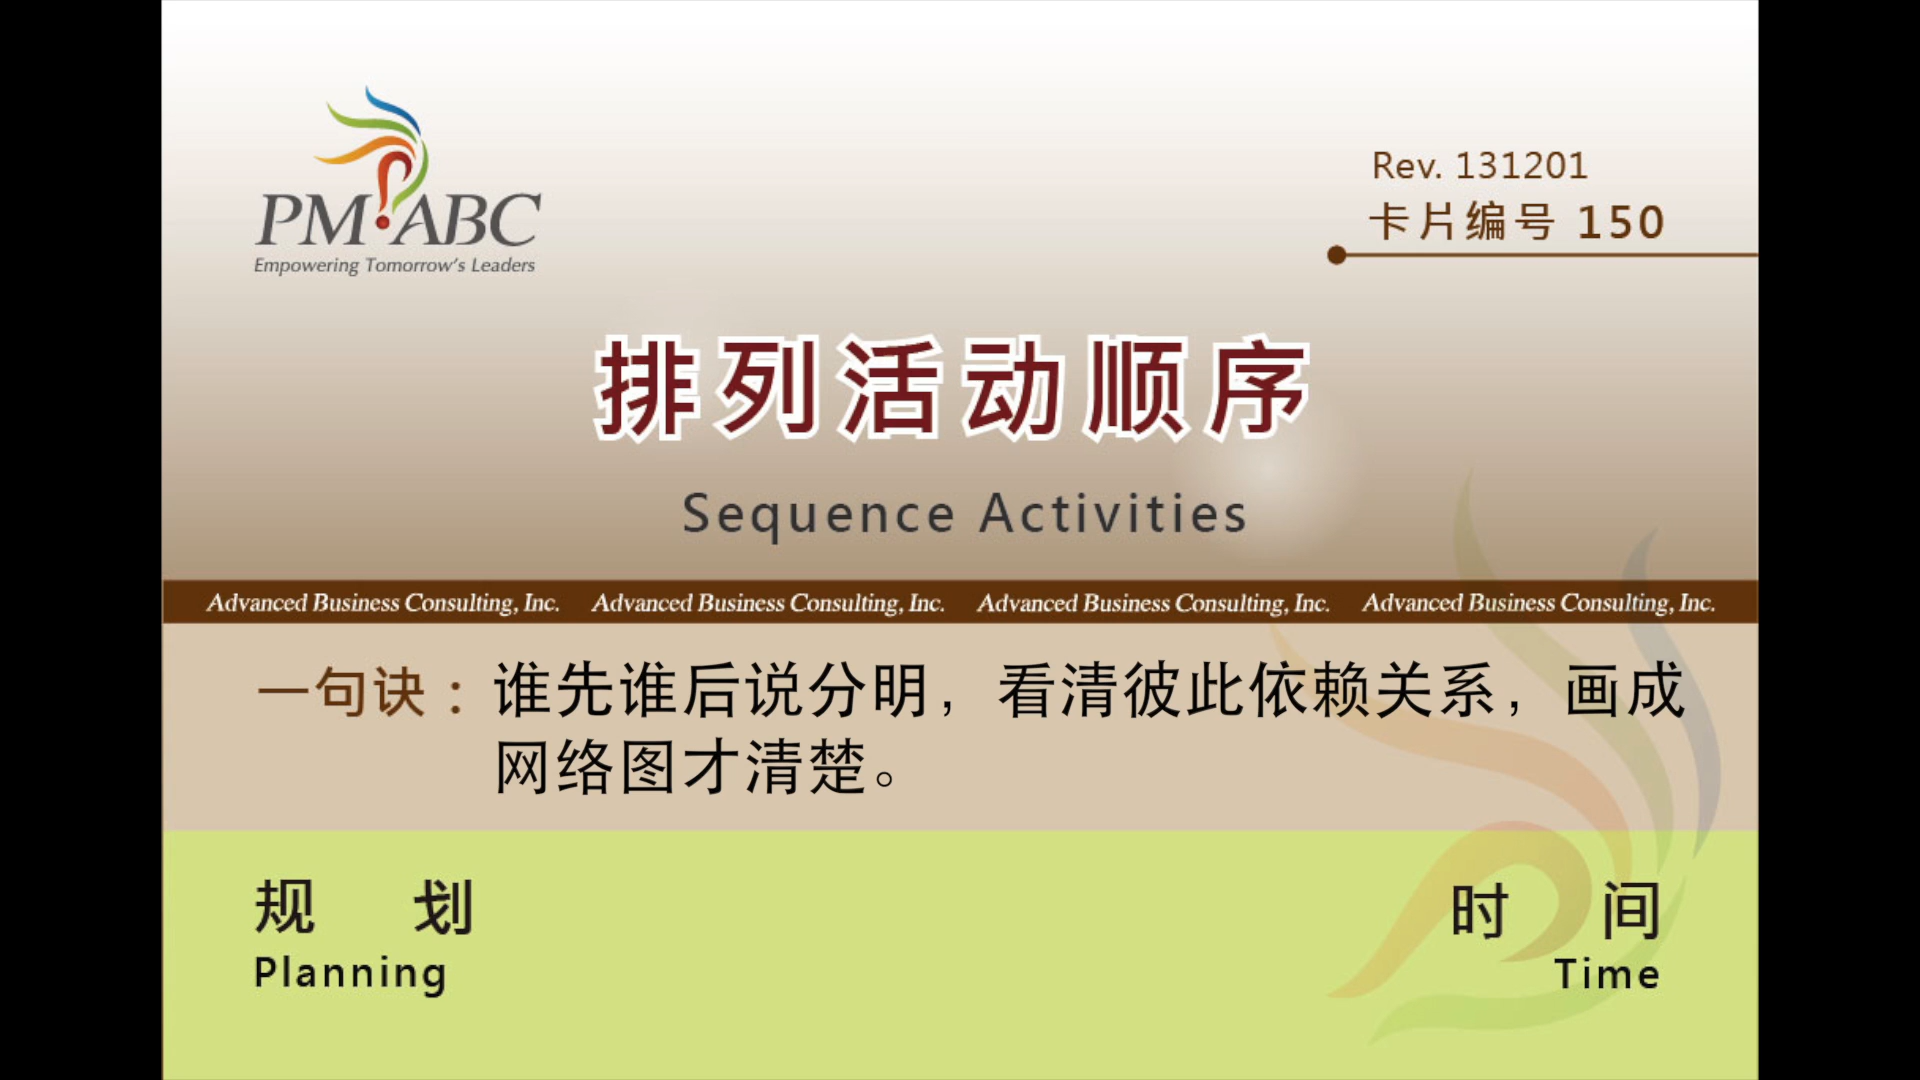 PM ABC
Empowering Tomorrow's Leaders
Rev. 131201
卡片编号 150
排列活动顺序
Sequence Activities
Advanced Business Consulting, Inc. Advanced Business Consulting, Inc. Advanced Business Consulting, Inc. Advanced Business Consulting, Inc.
一句诀：谁先谁后说分明，看清彼此依赖关系，画成
网络图才清楚。
规 划
Planning
时 间
Time